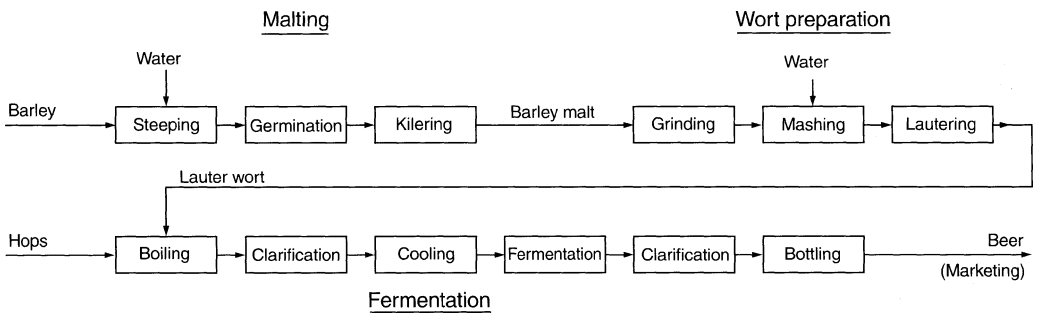 Malting
Wort preparation
Water
Water
Barley
Steeping
Germination
Kilering
Barley malt
Grinding
Mashing
Lautering
Lauter wort
Hops
Boiling
Clarification
Cooling
Fermentation
Clarification
Bottling
Beer
(Marketing)
Fermentation